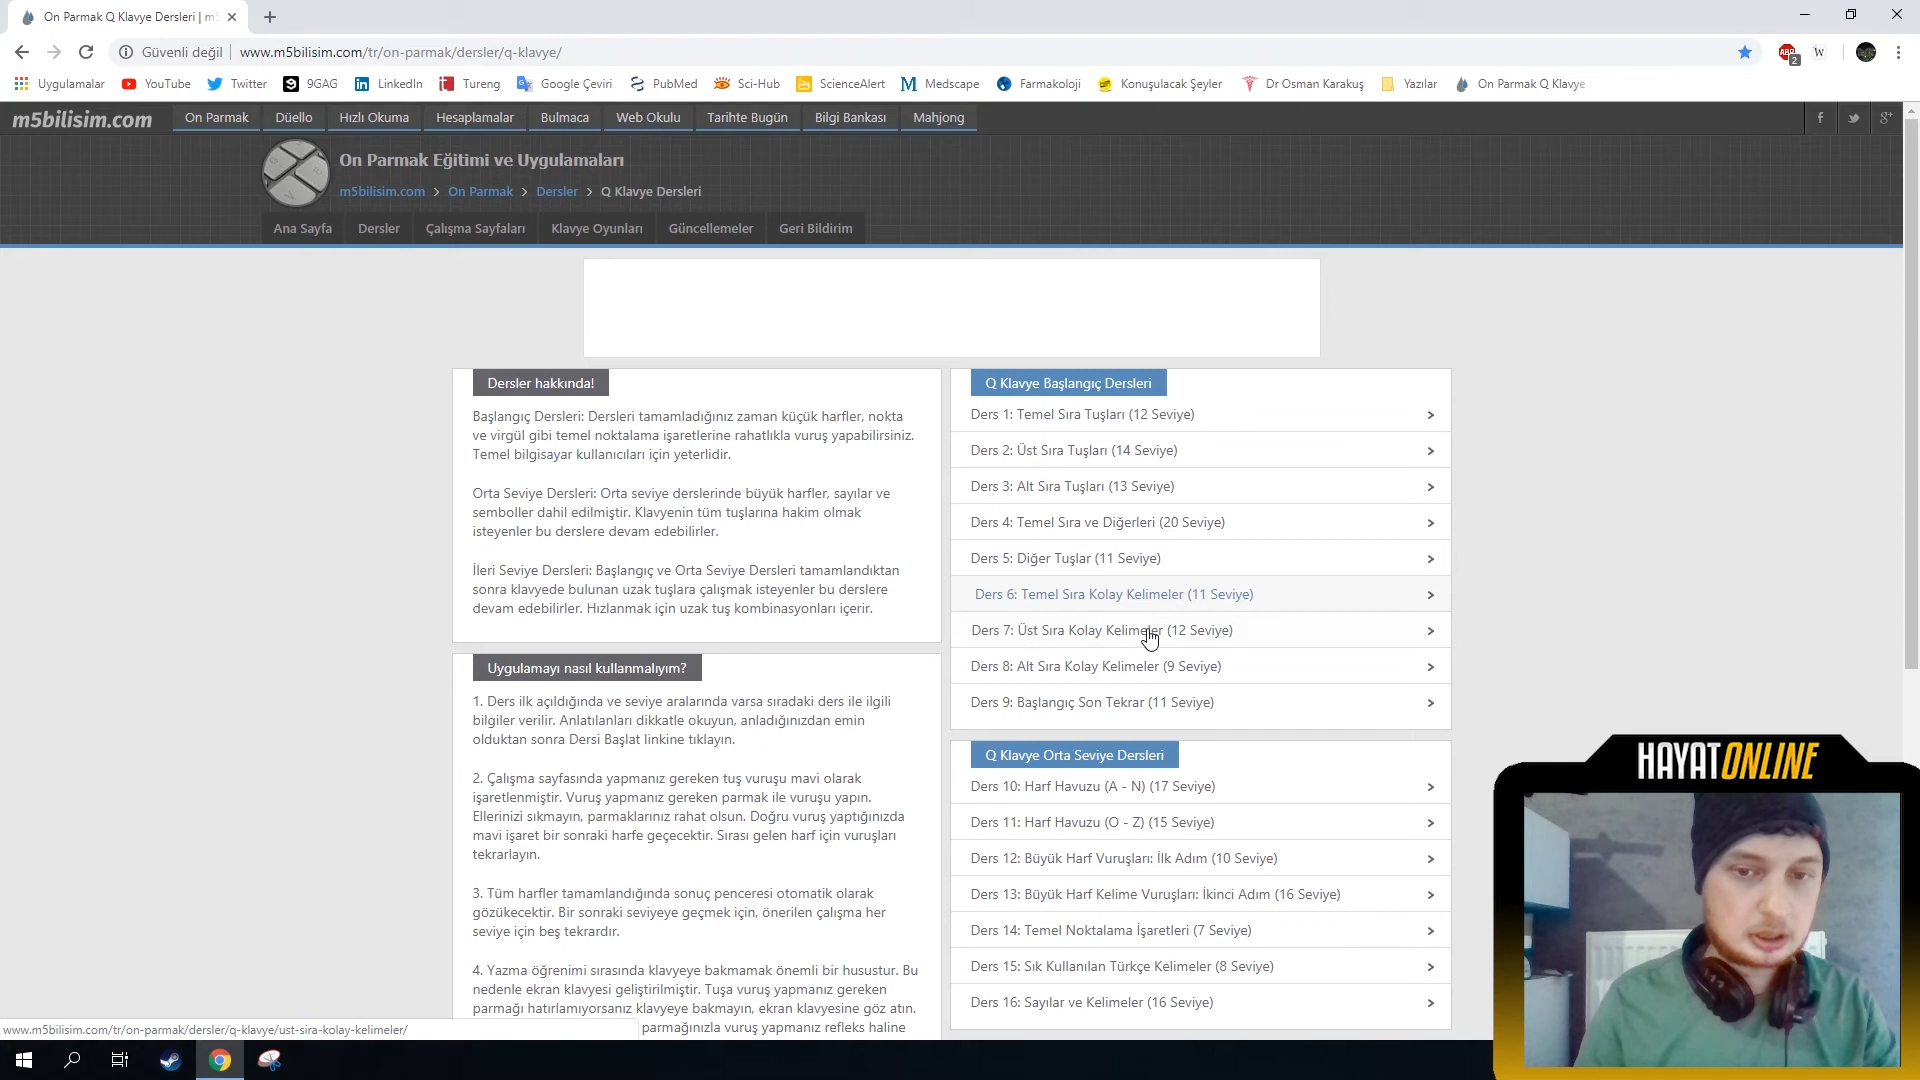 On Parmak Q Klavye Dersleri | m5
Güvenli değil | www.m5bilisim.com/tr/on-parmak/dersler/q-klavye/
ABP 2 W
Uygulamalar YouTube Twitter 9GAG LinkedIn Tureng Google Çeviri PubMed Sci-Hub ScienceAlert Medscape Farmakoloji Konuşulacak Şeyler Dr Osman Karakuş Yazılar On Parmak Q Klavye
m5bilisim.com On Parmak Düello Hızlı Okuma Hesaplamalar Bulmaca Web Okulu Tarihte Bugün Bilgi Bankası Mahjong
On Parmak Eğitimi ve Uygulamaları
m5bilisim.com > On Parmak > Dersler > Q Klavye Dersleri
Ana Sayfa Dersler Çalışma Sayfaları Klavye Oyunları Güncellemeler Geri Bildirim
Dersler hakkında!
Başlangıç Dersleri: Dersleri tamamladığınız zaman küçük harfler, nokta
ve virgül gibi temel noktalama işaretlerine rahatlıkla vuruş yapabilirsiniz.
Temel bilgisayar kullanıcıları için yeterlidir.
Orta Seviye Dersleri: Orta seviye derslerinde büyük harfler, sayılar ve
semboller dahil edilmiştir. Klavyenin tüm tuşlarına hakim olmak
isteyenler bu derslere devam edebilirler.
İleri Seviye Dersleri: Başlangıç ve Orta Seviye Dersleri tamamlandıktan
sonra klavyede bulunan uzak tuşlara çalışmak isteyenler bu derslere
devam edebilirler. Hızlanmak için uzak tuş kombinasyonları içerir.
Uygulamayı nasıl kullanmalıyım?
1. Ders ilk açıldığında ve seviye aralarında varsa sıradaki ders ile ilgili
bilgiler verilir. Anlatılanları dikkatle okuyun, anladığınızdan emin
olduktan sonra Dersi Başlat linkine tıklayın.
2. Çalışma sayfasında yapmanız gereken tuş vuruşu mavi olarak
işaretlenmiştir. Vuruş yapmanız gereken parmak ile vuruşu yapın.
Ellerinizi sıkmayın, parmaklarınız rahat olsun. Doğru vuruş yaptığınızda
mavi işaret bir sonraki harfe geçecektir. Sırası gelen harf için vuruşları
tekrarlayın.
3. Tüm harfler tamamlandığında sonuç penceresi otomatik olarak
gözükecektir. Bir sonraki seviyeye geçmek için, önerilen çalışma her
seviye için beş tekrardır.
4. Yazma öğrenimi sırasında klavyeye bakmamak önemli bir husustur. Bu
nedenle ekran klavyesi geliştirilmiştir. Tuşa vuruş yapmanız gereken
parmağı hatırlamıyorsanız klavyeye bakmayın, ekran klavyesine göz atın.
parmağınızla vuruş yapmanız refleks haline
Q Klavye Başlangıç Dersleri
Ders 1: Temel Sıra Tuşları (12 Seviye)
Ders 2: Üst Sıra Tuşları (14 Seviye)
Ders 3: Alt Sıra Tuşları (13 Seviye)
Ders 4: Temel Sıra ve Diğerleri (20 Seviye)
Ders 5: Diğer Tuşlar (11 Seviye)
Ders 6: Temel Sıra Kolay Kelimeler (11 Seviye)
Ders 7: Üst Sıra Kolay Kelimeler (12 Seviye)
Ders 8: Alt Sıra Kolay Kelimeler (9 Seviye)
Ders 9: Başlangıç Son Tekrar (11 Seviye)
Q Klavye Orta Seviye Dersleri
Ders 10: Harf Havuzu (A - N) (17 Seviye)
Ders 11: Harf Havuzu (O - Z) (15 Seviye)
Ders 12: Büyük Harf Vuruşları: İlk Adım (10 Seviye)
Ders 13: Büyük Harf Kelime Vuruşları: İkinci Adım (16 Seviye)
Ders 14: Temel Noktalama İşaretleri (7 Seviye)
Ders 15: Sık Kullanılan Türkçe Kelimeler (8 Seviye)
Ders 16: Sayılar ve Kelimeler (16 Seviye)
HAYATONLINE
www.m5bilisim.com/tr/on-parmak/dersler/q-klavye/ust-sira-kolay-kelimeler/